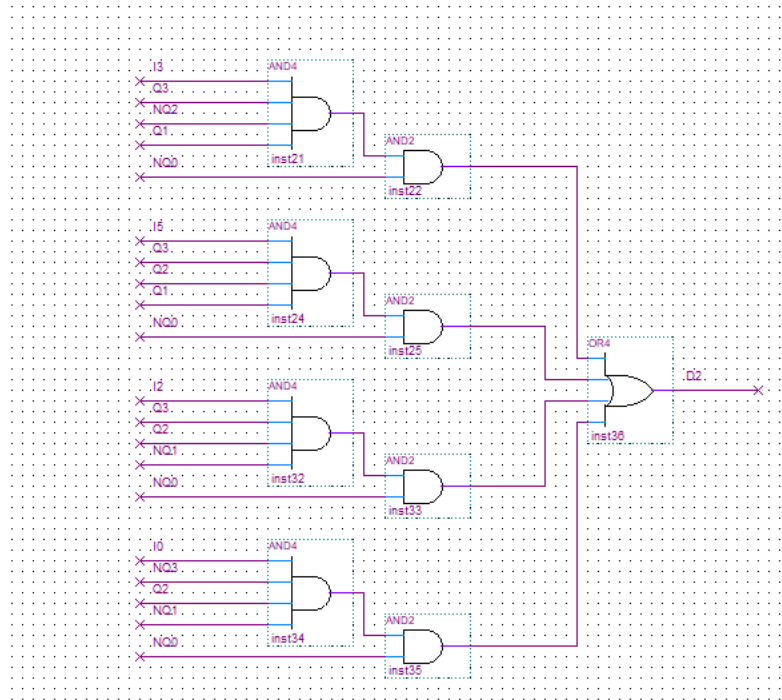 I3
AND4
Q3
NQ2
Q1
AND2
NQ0
inst21
inst22
I5
AND4
Q3
Q2
Q1
AND2
NQ0
inst24
inst25
OR4
D2
I2
AND4
Q3
Q2
NQ1
inst36
AND2
NQ0
inst32
inst33
I0
AND4
NQ3
Q2
NQ1
AND2
NQ0
inst34
inst35